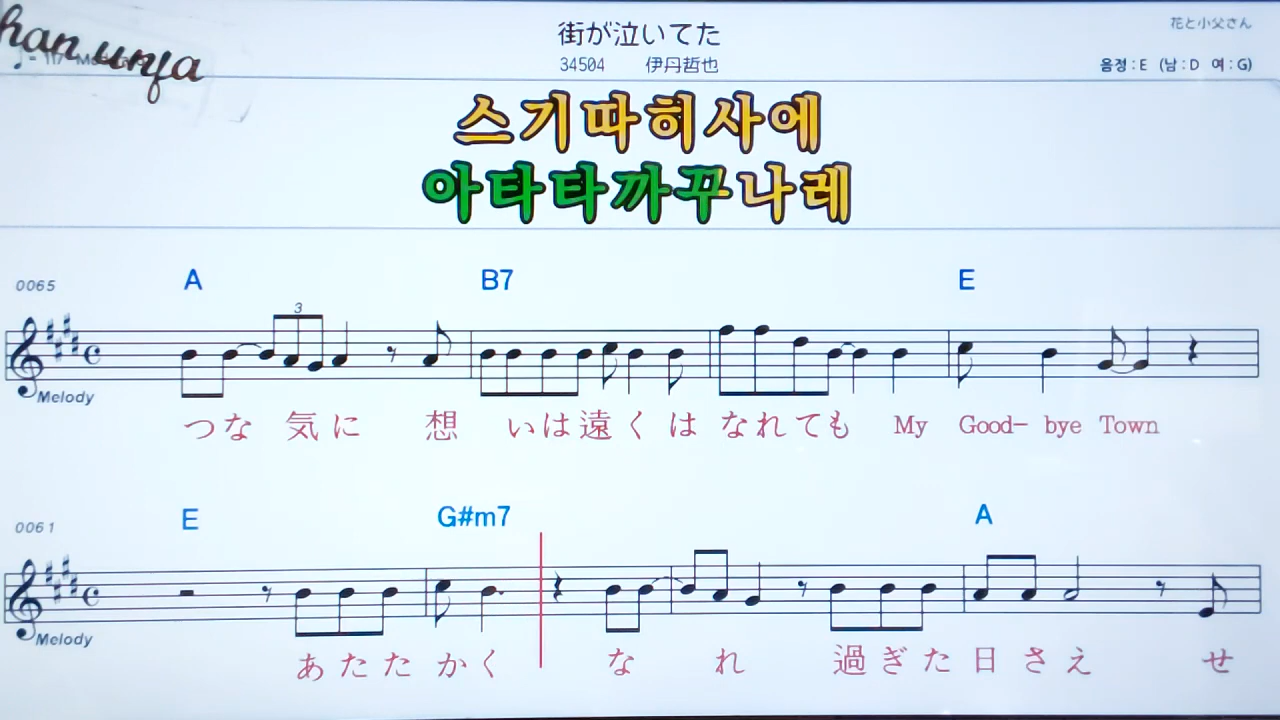 han unja
街が泣いてた
花と小父さん
34504 伊丹哲也
음정 : E (남 : D 여 : G)
스기따히사에
아타타까꾸나레
0065
A B7 E
3
Melody
つな 気に 想 いは遠くは なれても My Good- bye Town
0061
E G#m7 A
Melody
あたた かく な れ 過ぎた 日さえ せ